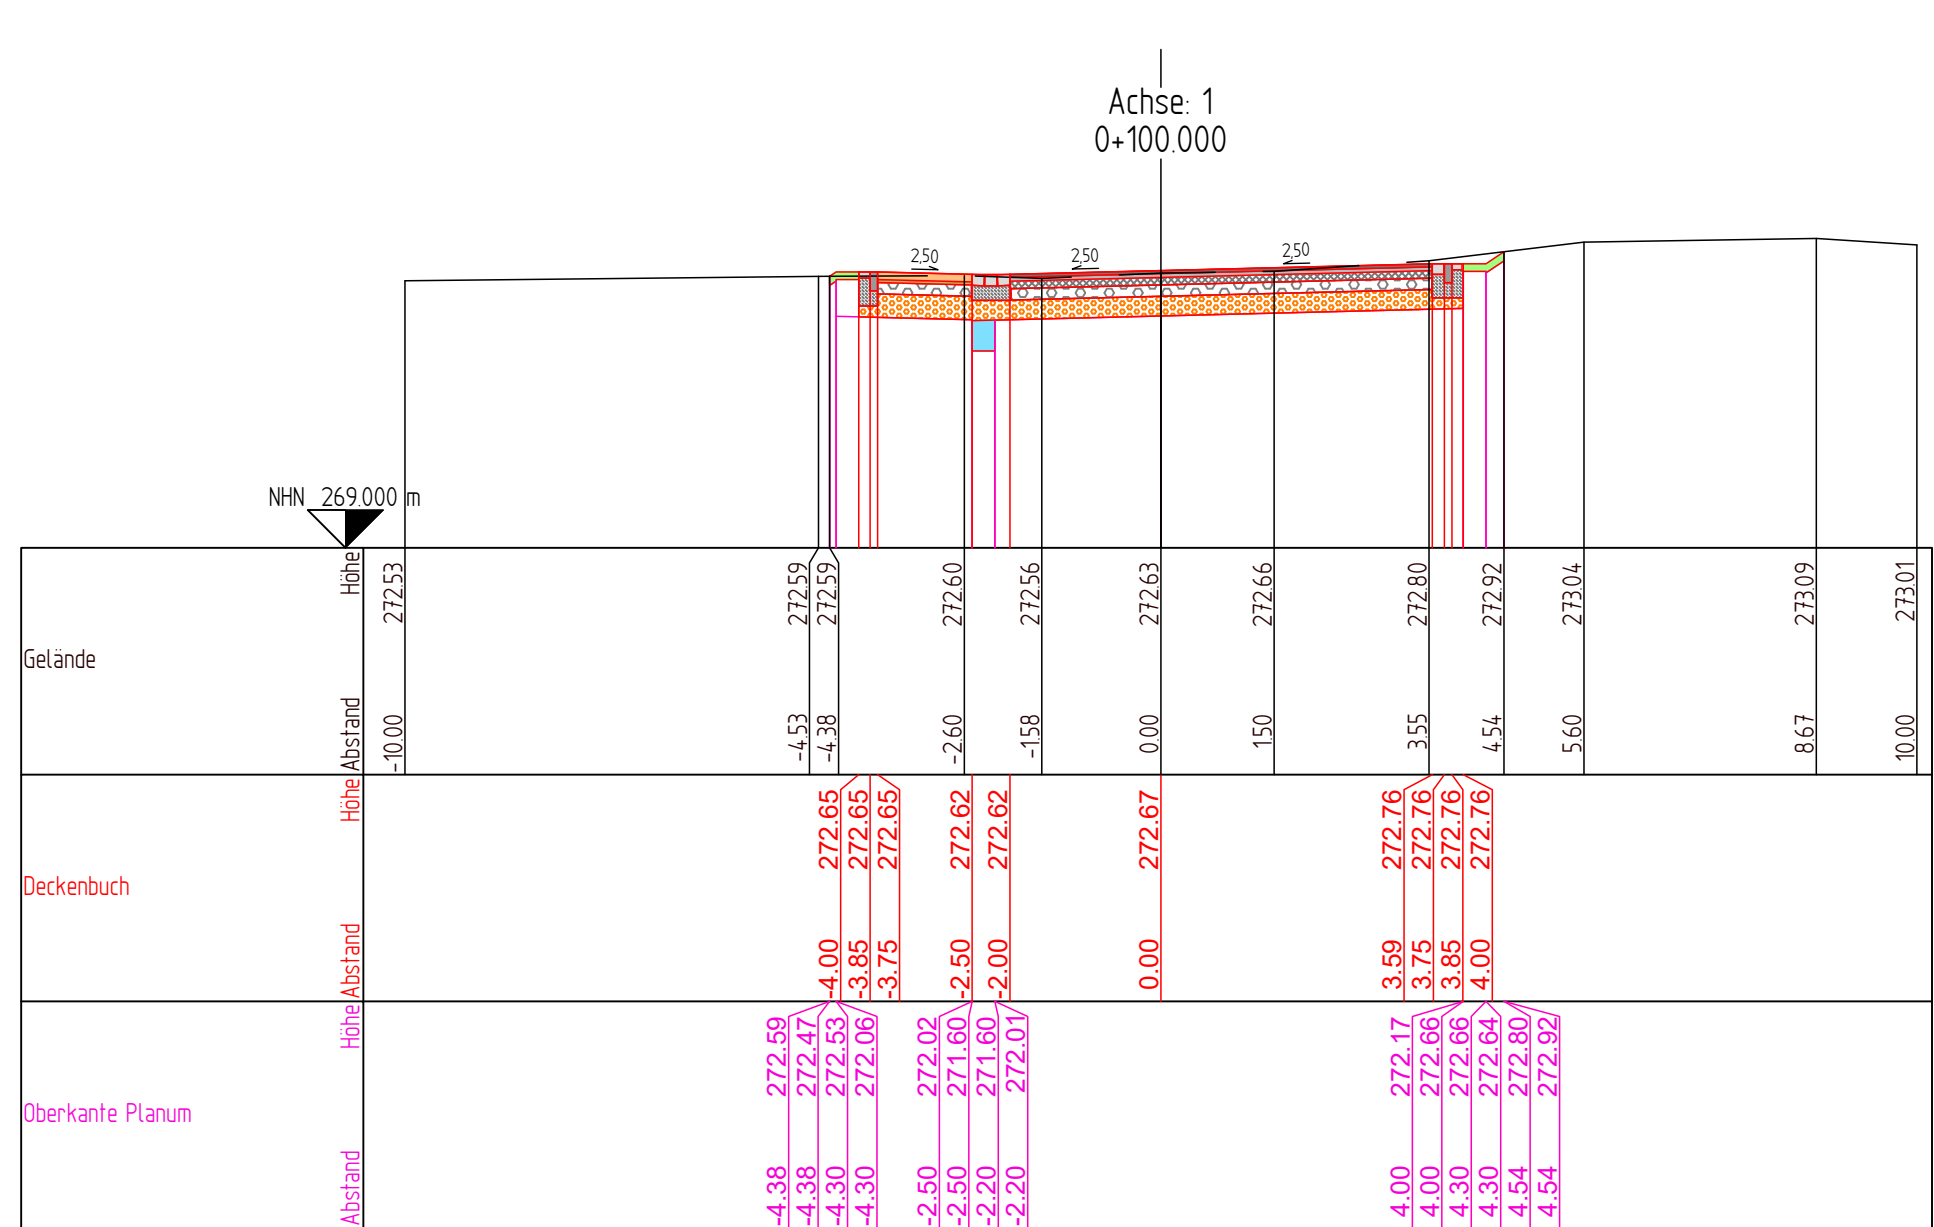 Achse: 1
0+100.000
2,50 2,50 2,50
NHN 269.000 m
Gelände
Höhe 272.53 272.59 272.59 272.60 272.56 272.63 272.66 272.80 272.92 273.04 273.09 273.01
Abstand -10.00 -4.53 -4.38 -2.60 -1.58 0.00 1.50 3.55 4.54 5.60 8.67 10.00
Deckenbuch
Höhe 272.65 272.65 272.65 272.62 272.62 272.67 272.76 272.76 272.76 272.76
Abstand -4.00 -3.85 -3.75 -2.50 -2.00 0.00 3.59 3.75 3.85 4.00
Oberkante Planum
Höhe 272.59 272.47 272.53 272.06 272.02 271.60 271.60 272.01 272.17 272.66 272.66 272.64 272.80 272.92
Abstand -4.38 -4.38 -4.30 -4.30 -2.50 -2.50 -2.20 -2.20 4.00 4.00 4.30 4.30 4.54 4.54